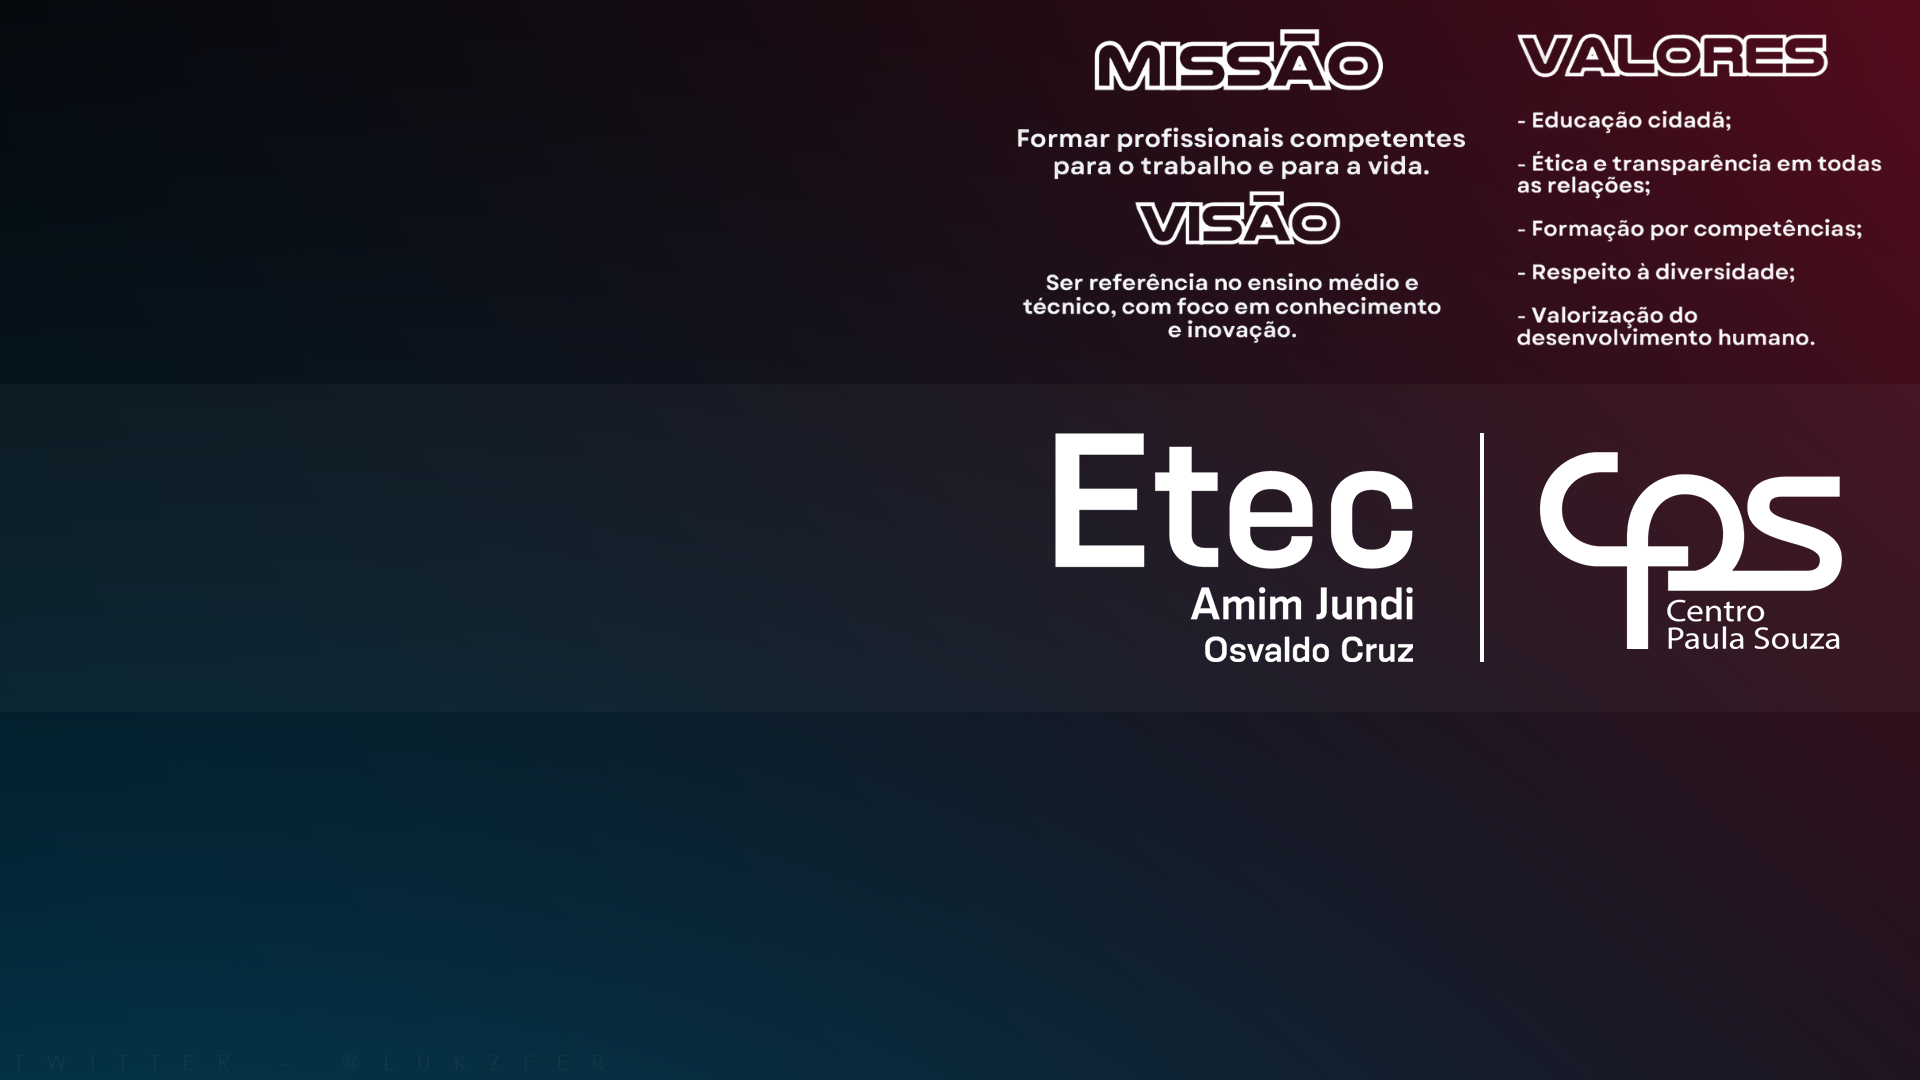 MISSÃO
Formar profissionais competentes
para o trabalho e para a vida.
VISÃO
Ser referência no ensino médio e
técnico, com foco em conhecimento
e inovação.
VALORES
- Educação cidadã;
- Ética e transparência em todas
as relações;
- Formação por competências;
- Respeito à diversidade;
- Valorização do
desenvolvimento humano.
Etec
Amim Jundi
Osvaldo Cruz
cps
Centro
Paula Souza
TWITTER - @LUKZFER